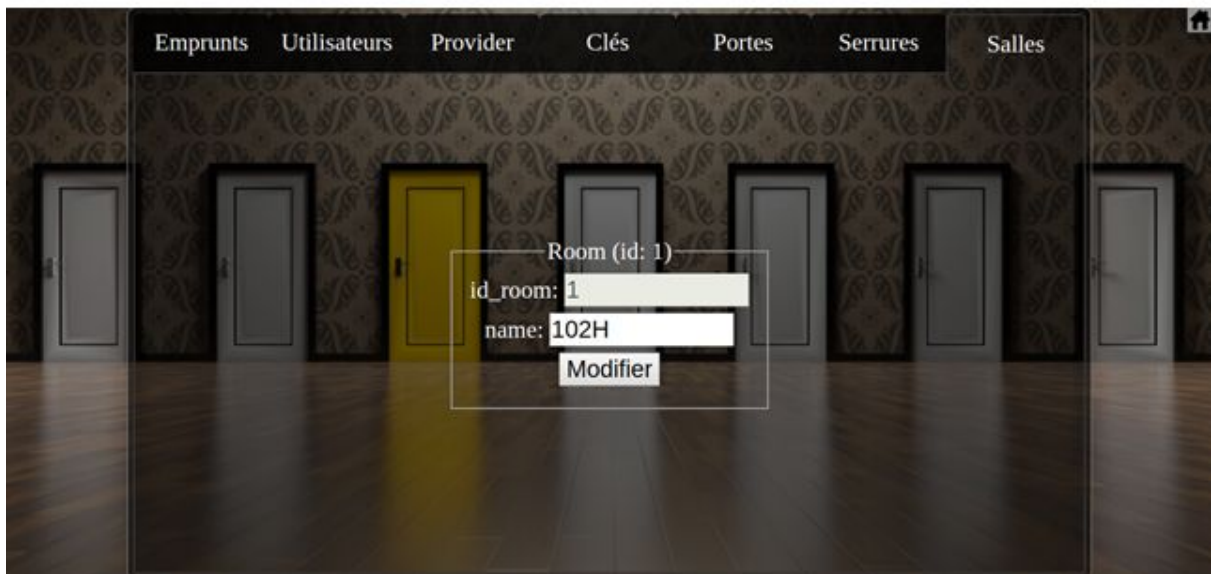 Emprunts Utilisateurs Provider Clés Portes Serrures Salles
Room (id: 1)
id_room: 1
name: 102H
Modifier